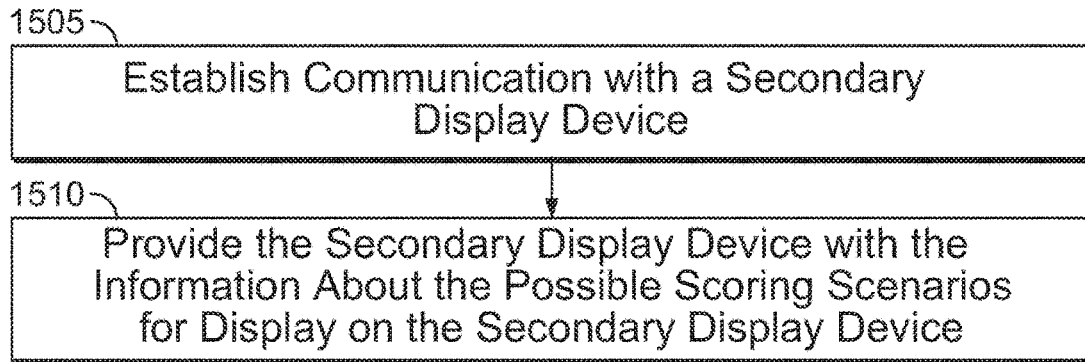 1505
Establish Communication with a Secondary
Display Device
1510
Provide the Secondary Display Device with the
Information About the Possible Scoring Scenarios
for Display on the Secondary Display Device